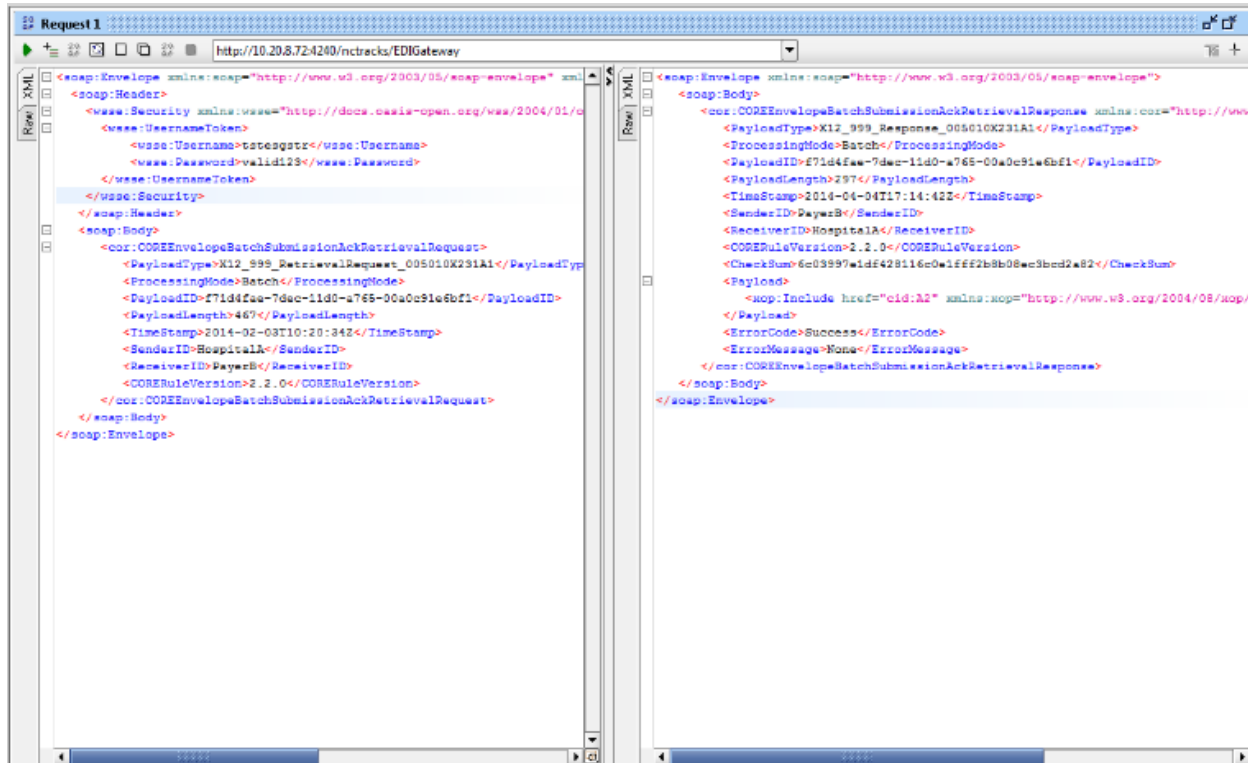 Request 1
http://10.20.8.72:4240/nctracks/EDIGateway
XML
Raw
<soap:Envelope xmlns:soap="http://www.w3.org/2003/05/soap-envelope" xml
<soap:Header>
<wsse:Security xmlns:wsse="http://docs.oasis-open.org/wss/2004/01/o
<wsse:UsernameToken>
<wsse:Username>tstesgstr</wsse:Username>
<wsse:Password>valid123</wsse:Password>
</wsse:UsernameToken>
</wsse:Security>
</soap:Header>
<soap:Body>
<cor:COREEnvelopeBatchSubmissionAckRetrievalRequest>
<PayloadType>X12_999_RetrievalRequest_005010X231A1</PayloadTyp
<ProcessingMode>Batch</ProcessingMode>
<PayloadID>f71d4fae-7dec-11d0-a765-00a0c91e6bf1</PayloadID>
<PayloadLength>467</PayloadLength>
<TimeStamp>2014-02-03T10:20:34Z</TimeStamp>
<SenderID>HospitalA</SenderID>
<ReceiverID>PayerB</ReceiverID>
<CORERuleVersion>2.2.0</CORERuleVersion>
</cor:COREEnvelopeBatchSubmissionAckRetrievalRequest>
</soap:Body>
</soap:Envelope>
XML
Raw
<soap:Envelope xmlns:soap="http://www.w3.org/2003/05/soap-envelope">
<soap:Body>
<cor:COREEnvelopeBatchSubmissionAckRetrievalResponse xmlns:cor="http://www
<PayloadType>X12_999_Response_005010X231A1</PayloadType>
<ProcessingMode>Batch</ProcessingMode>
<PayloadID>f71d4fae-7dec-11d0-a765-00a0c91e6bf1</PayloadID>
<PayloadLength>297</PayloadLength>
<TimeStamp>2014-04-04T17:14:42Z</TimeStamp>
<SenderID>PayerB</SenderID>
<ReceiverID>HospitalA</ReceiverID>
<CORERuleVersion>2.2.0</CORERuleVersion>
<CheckSum>6c03997e1df428116c0e1fff2b8b08ec3bcd2a82</CheckSum>
<Payload>
<xop:Include href="cid:A2" xmlns:xop="http://www.w3.org/2004/08/xop/
</Payload>
<ErrorCode>Success</ErrorCode>
<ErrorMessage>None</ErrorMessage>
</cor:COREEnvelopeBatchSubmissionAckRetrievalResponse>
</soap:Body>
</soap:Envelope>